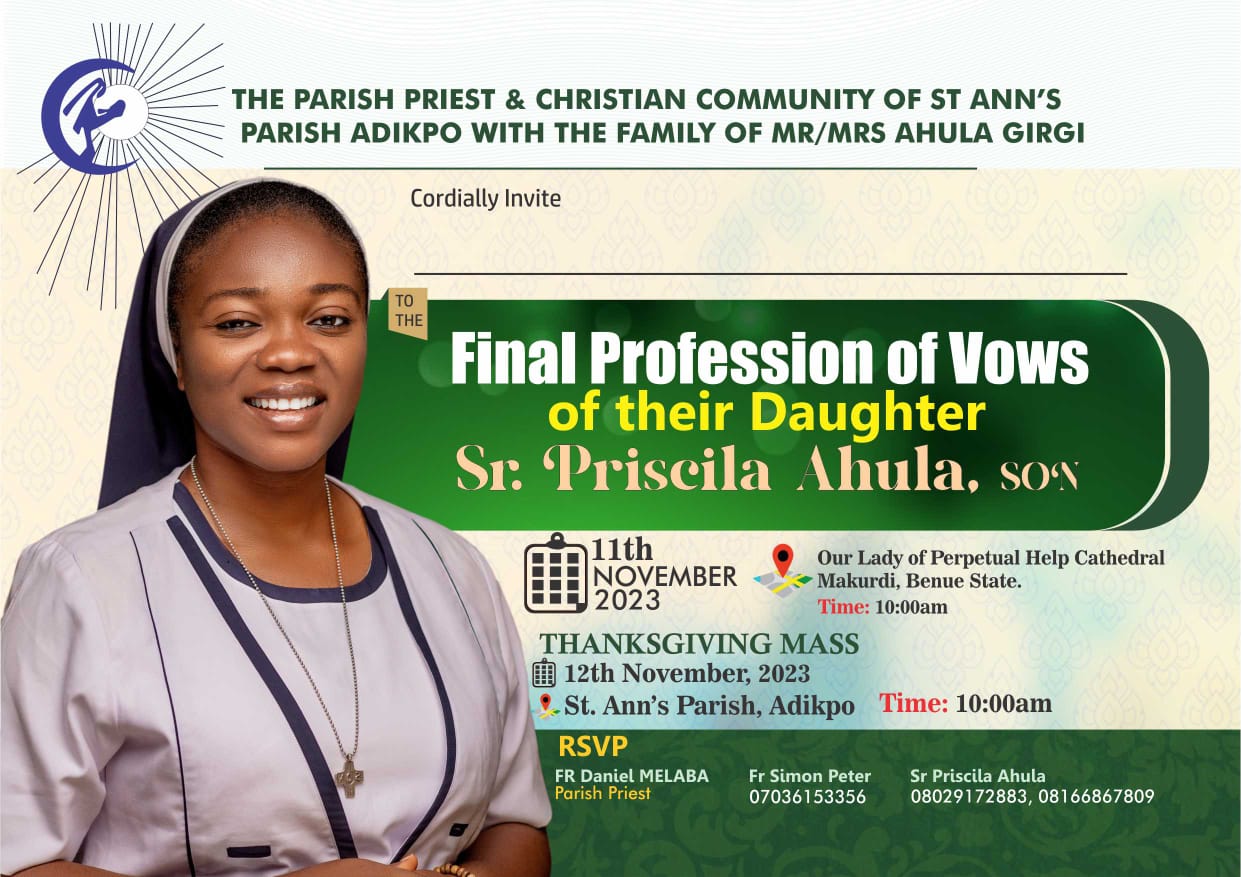 THE PARISH PRIEST & CHRISTIAN COMMUNITY OF ST ANN'S
PARISH ADIKPO WITH THE FAMILY OF MR/MRS AHULA GIRGI
Cordially Invite
TO
THE
Final Profession of Vows
of their Daughter
Sr. Priscila Ahula, SON
11th
NOVEMBER
2023
Our Lady of Perpetual Help Cathedral
Makurdi, Benue State.
Time: 10:00am
THANKSGIVING MASS
12th November, 2023
St. Ann's Parish, Adikpo Time: 10:00am
RSVP
FR Daniel MELABA
Parish Priest
Fr Simon Peter
07036153356
Sr Priscila Ahula
08029172883, 08166867809